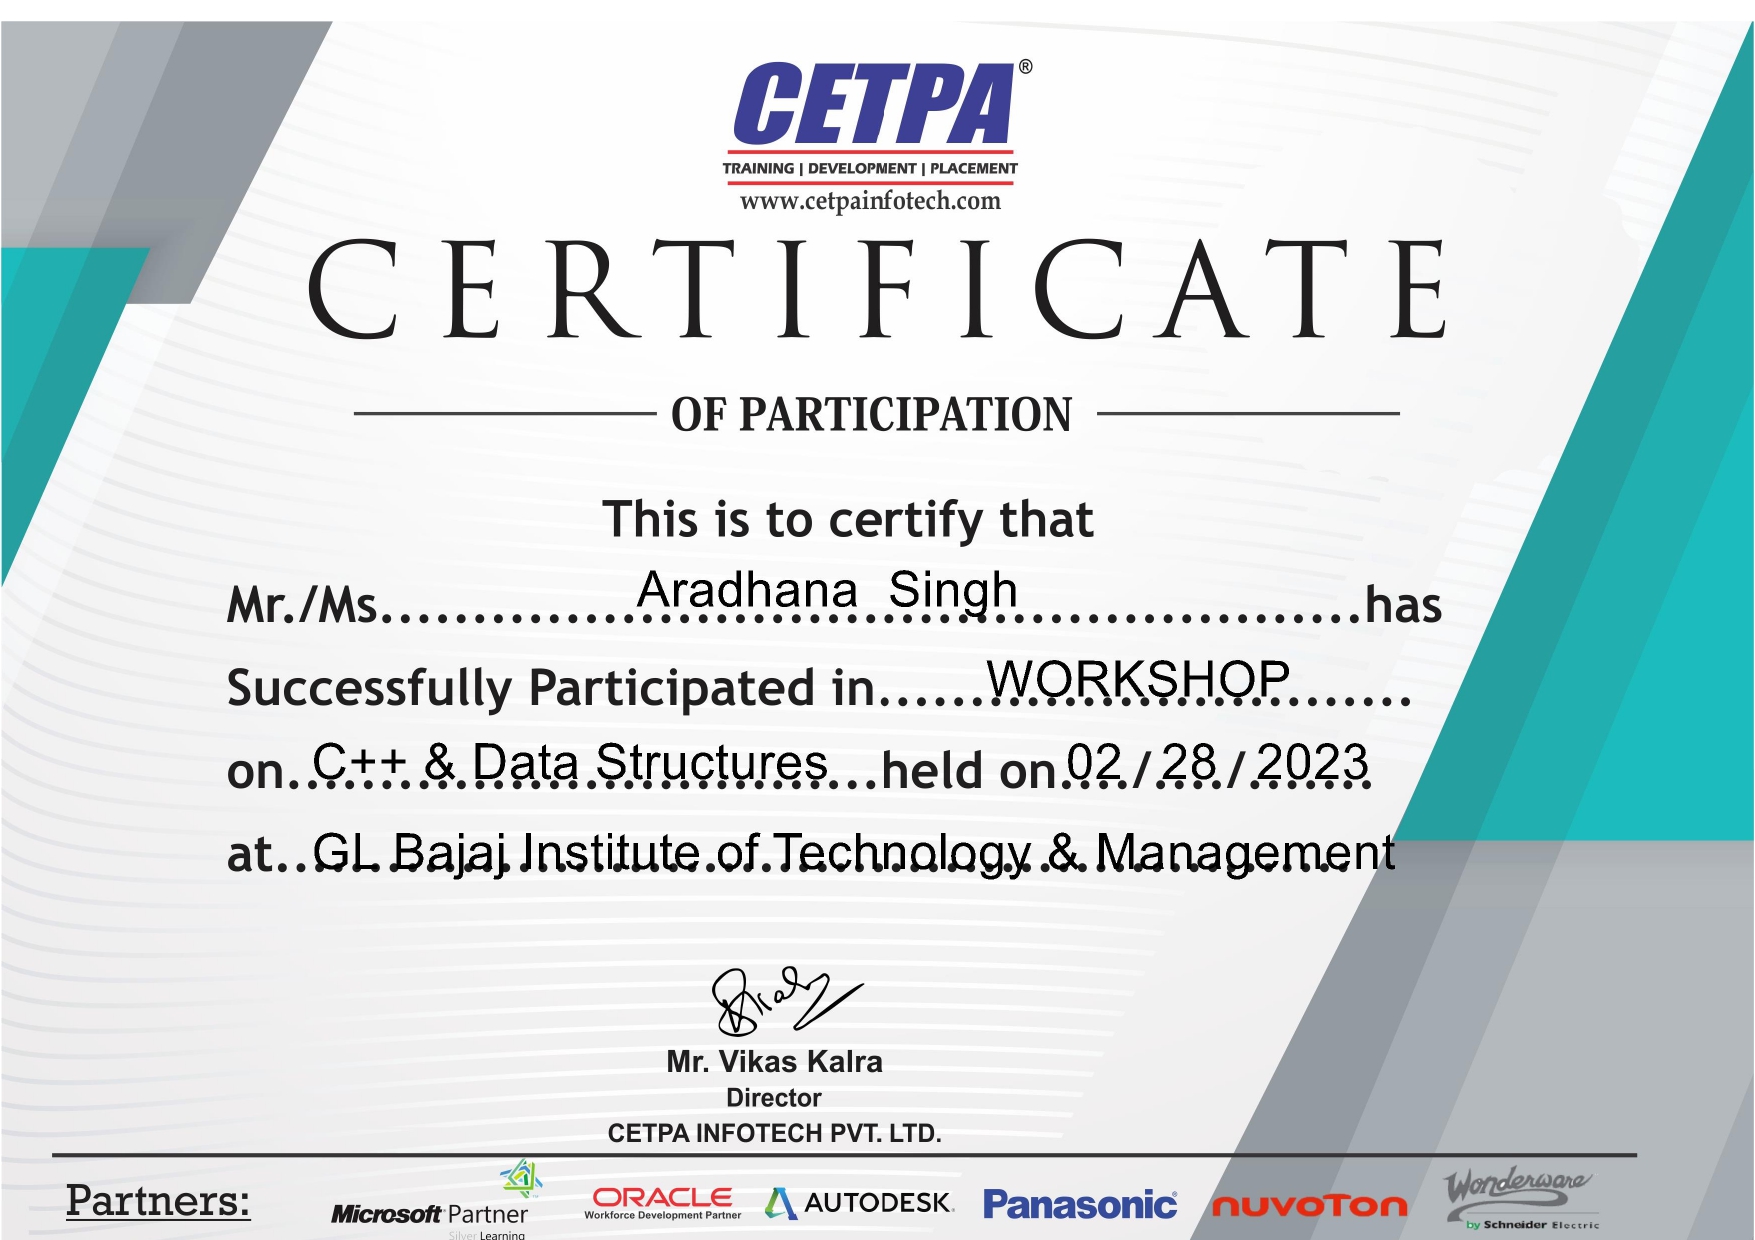 CETPA®
TRAINING | DEVELOPMENT | PLACEMENT
www.cetpainfotech.com
CERTIFICATE
OF PARTICIPATION
This is to certify that
Mr./Ms. Aradhana Singh has
Successfully Participated in WORKSHOP
on C++ & Data Structures held on 02/28/2023
at GL Bajaj Institute of Technology & Management
Mr. Vikas Kalra
Director
CETPA INFOTECH PVT. LTD.
Partners:
Microsoft Partner
Silver Learning
ORACLE
Workforce Development Partner
AUTODESK.
Panasonic
nuvoTon
Wonderware
by Schneider Electric